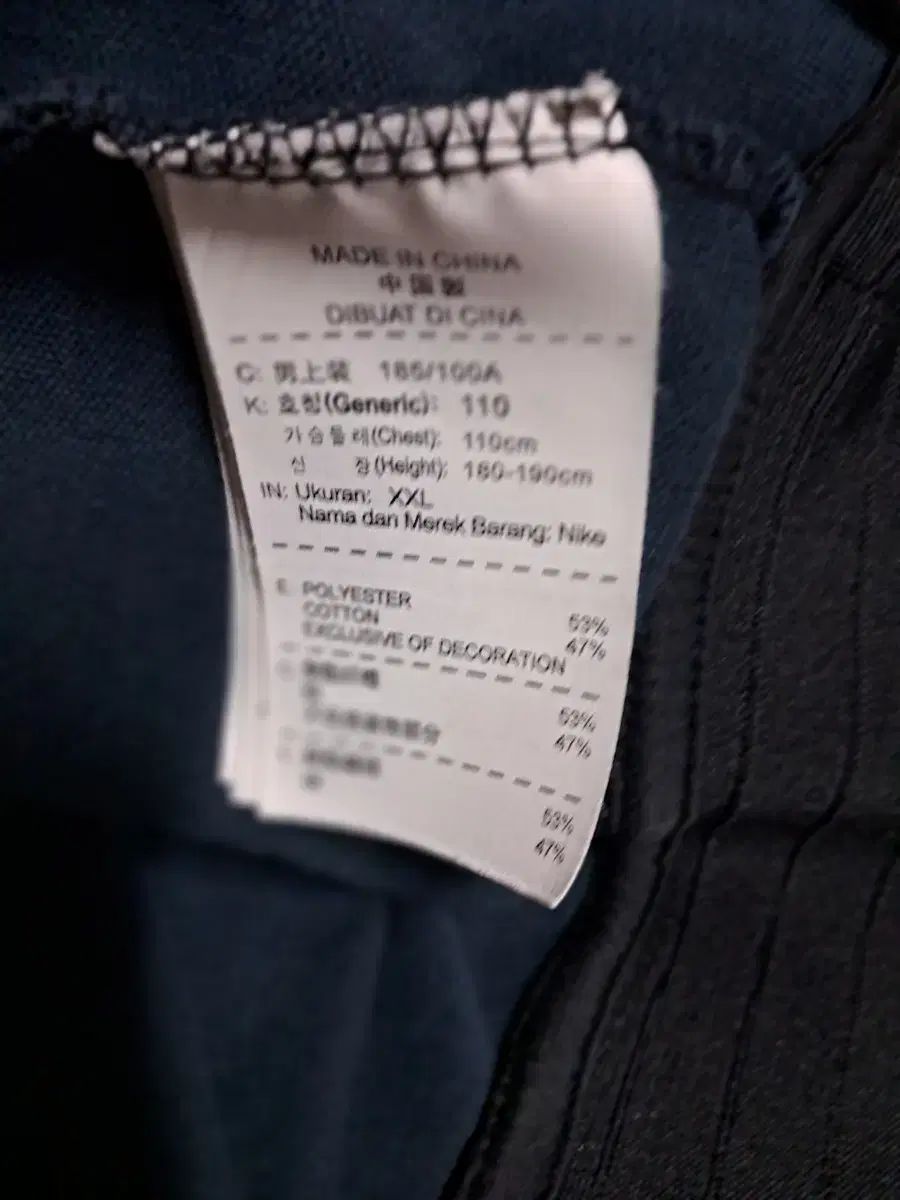 MADE IN CHINA
中国製
DIBUAT DI CINA
C: 男上装 185/100A
K: 호칭(Generic): 110
가슴둘레(Chest): 110cm
신 장(Height): 180-190cm
IN: Ukuran: XXL
Nama dan Merek Barang: Nike
E: POLYESTER 53%
COTTON 47%
EXCLUSIVE OF DECORATION
53%
47%
53%
47%